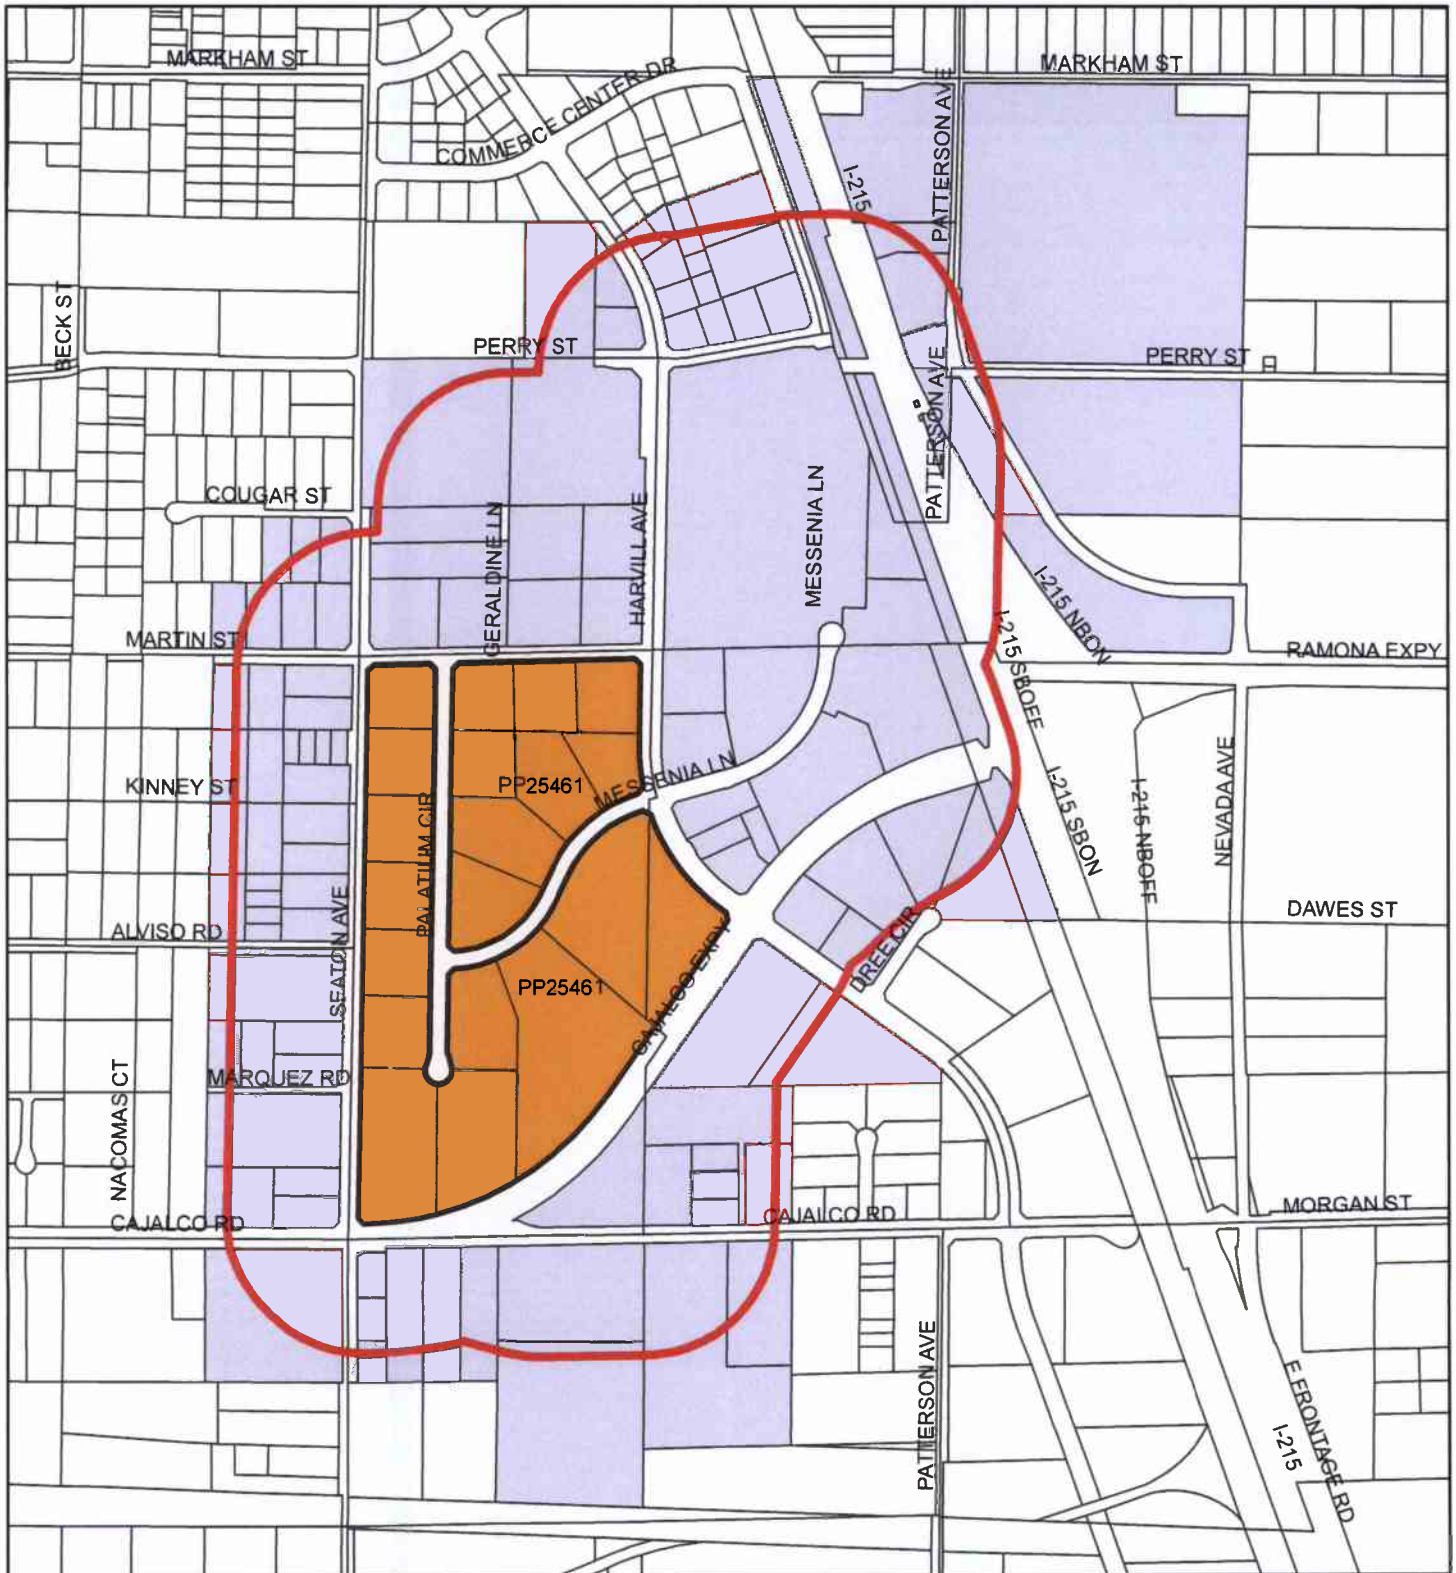 MARKHAM ST
MARKHAM ST
COMMERCE CENTER DR
PATTERSON AVE
I-215
BECK ST
PERRY ST
PERRY ST
PATTERSON AVE
COUGAR ST
GERALDINE LN
HARVILL AVE
MESSENIA LN
I-215 NBON
MARTIN ST
I-215 SBOFF
RAMONA EXPY
KINNEY ST
PP25461
MESSENIA LN
PALATIUM CIR
I-215 SBON
I-215 NBOFF
NEVADA AVE
ALVISO RD
SEATON AVE
DAWES ST
DREE CIR
PP25461
CAJALCO EXPY
NACOMAS CT
MARQUEZ RD
CAJALCO RD
CAJALCO RD
MORGAN ST
PATTERSON AVE
E FRONTAGE RD
I-215